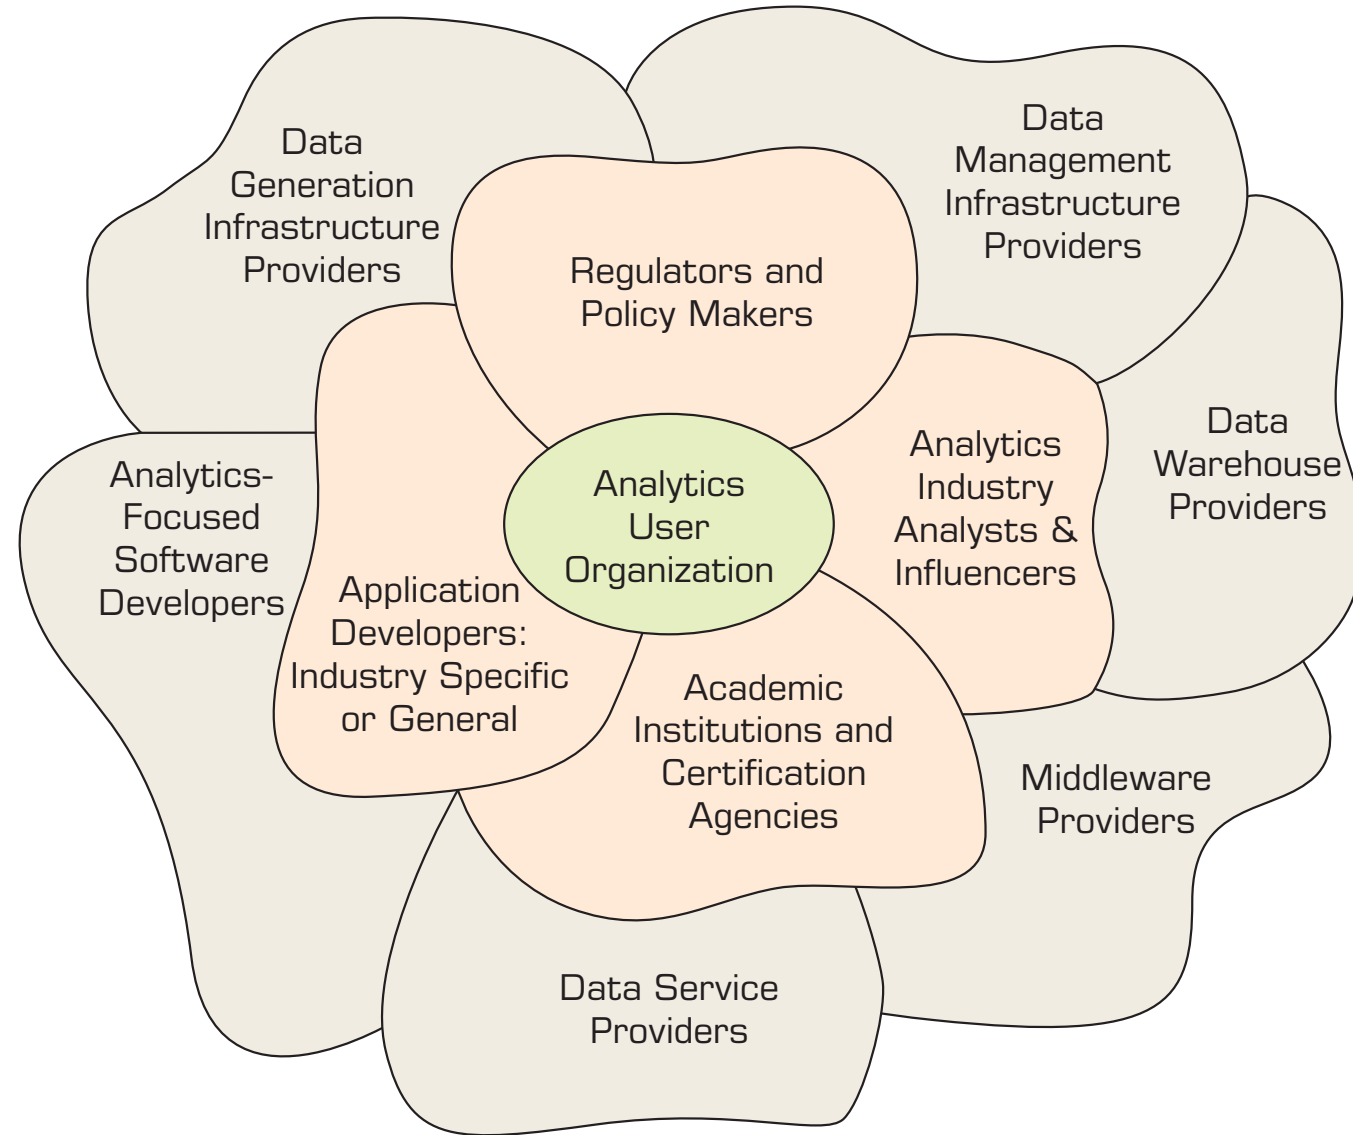 Data
Generation
Infrastructure
Providers
Data
Management
Infrastructure
Providers
Regulators and
Policy Makers
Data
Warehouse
Providers
Analytics
Industry
Analysts &
Influencers
Analytics-
Focused
Software
Developers
Analytics
User
Organization
Application
Developers:
Industry Specific
or General
Academic
Institutions and
Certification
Agencies
Middleware
Providers
Data Service
Providers